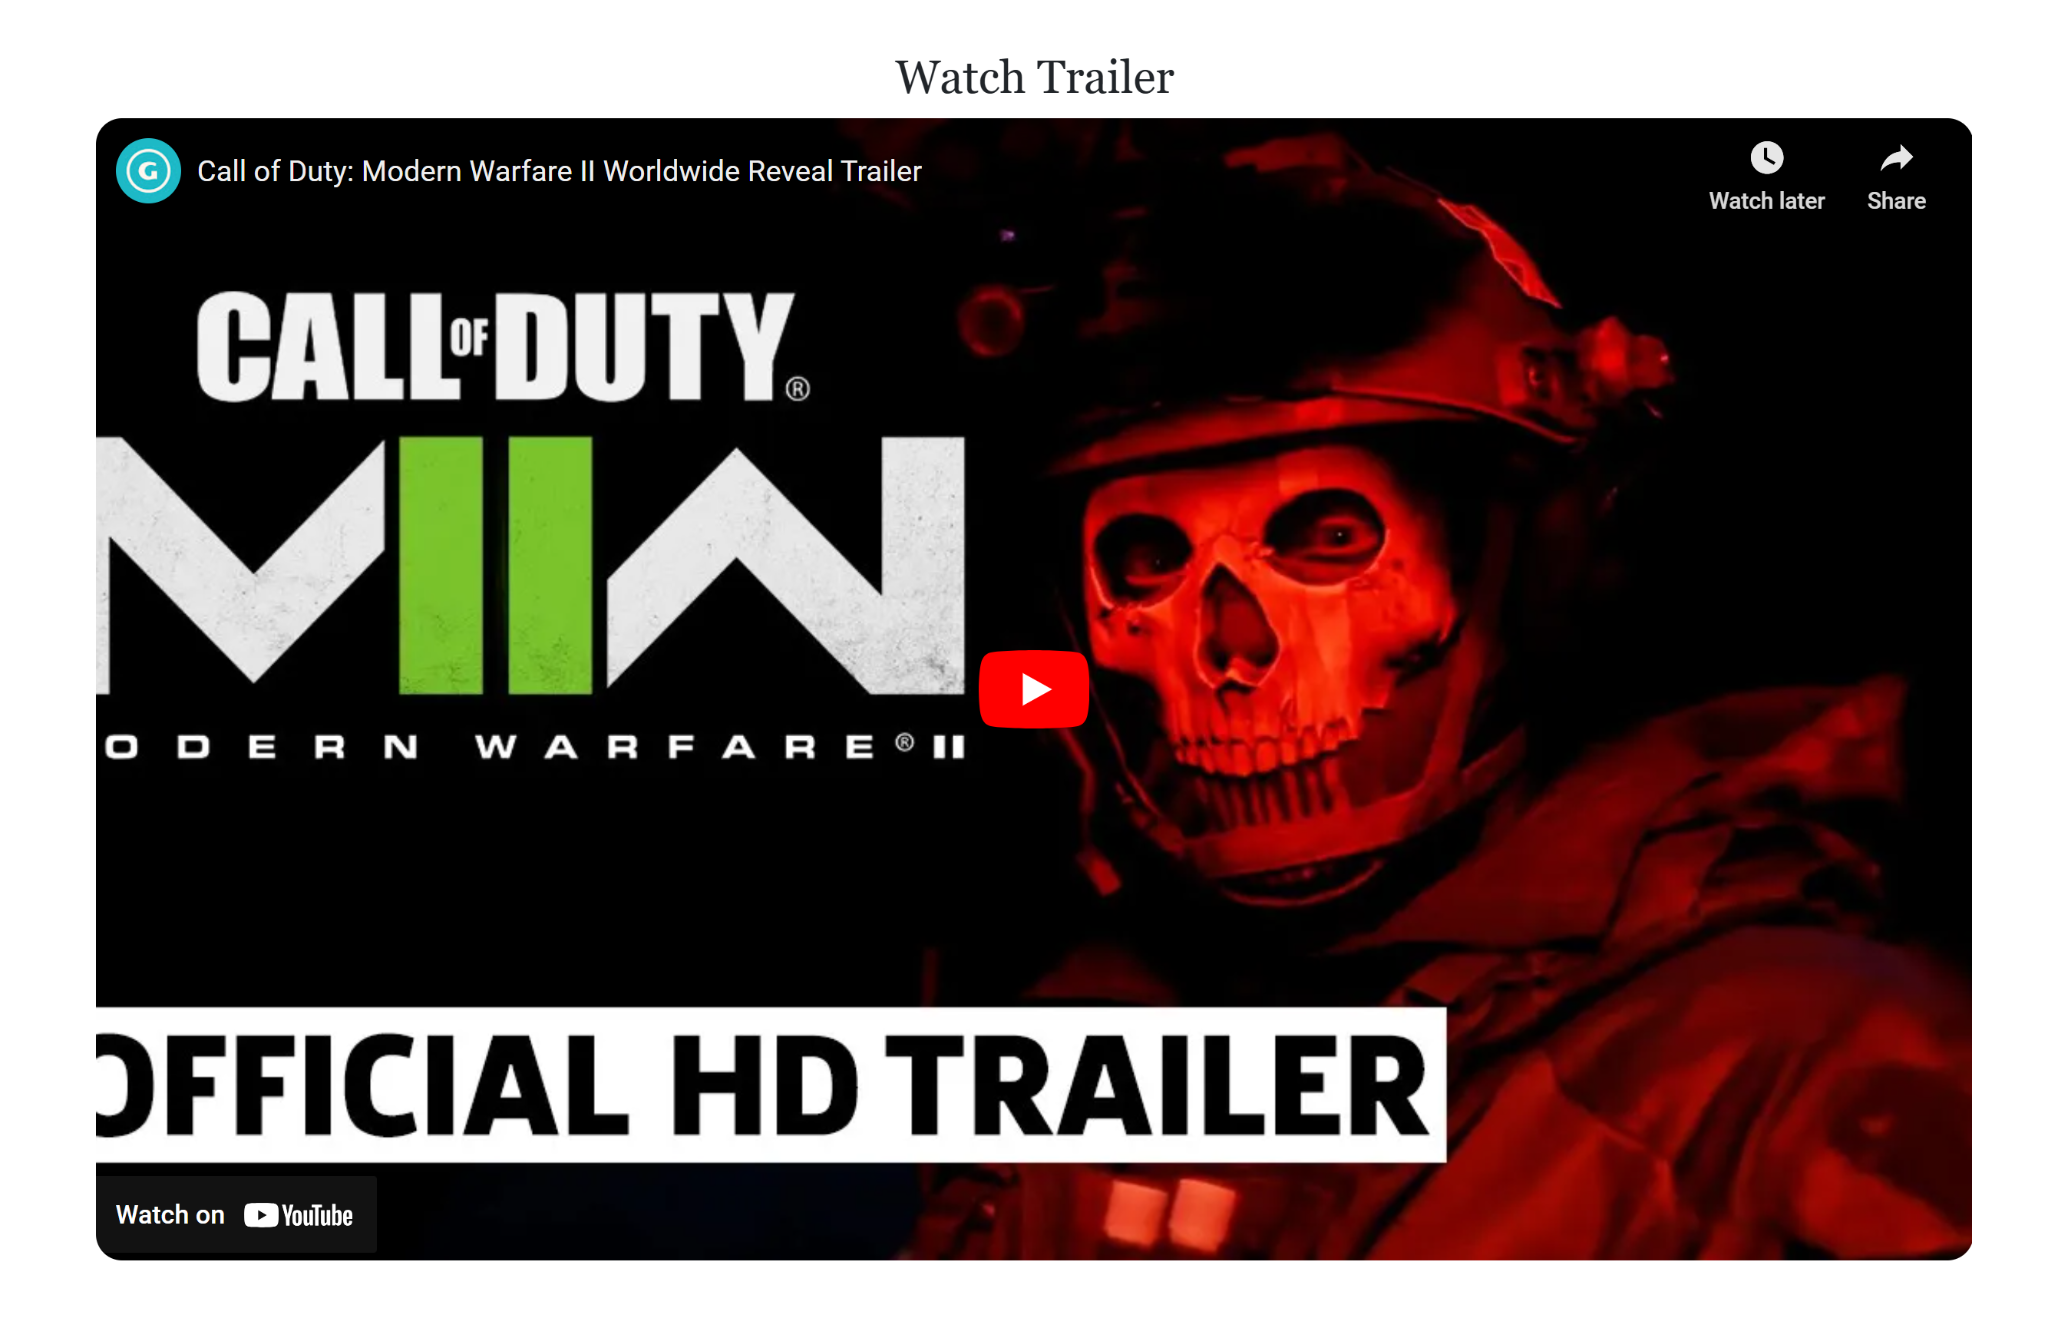 Watch Trailer
G
Call of Duty: Modern Warfare II Worldwide Reveal Trailer
Watch later
Share
CALL OF DUTY®
MIIW
ODERN WARFARE® II
OFFICIAL HD TRAILER
Watch on YouTube